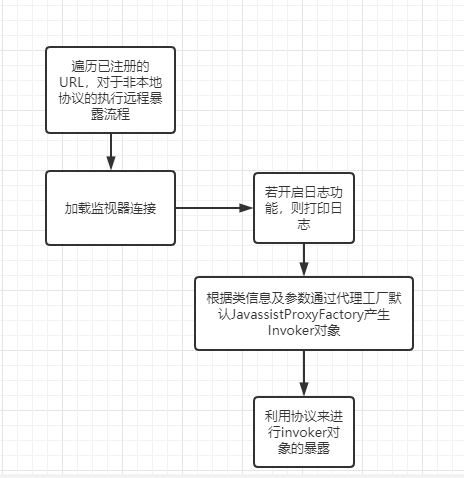 遍历已注册的
URL，对于非本地
协议的执行远程暴
露流程
加载监视器连接
若开启日志功
能，则打印日
志
根据类信息及参数通过代理工厂默
认JavassistProxyFactory产生
Invoker对象
利用协议来进
行invoker对
象的暴露